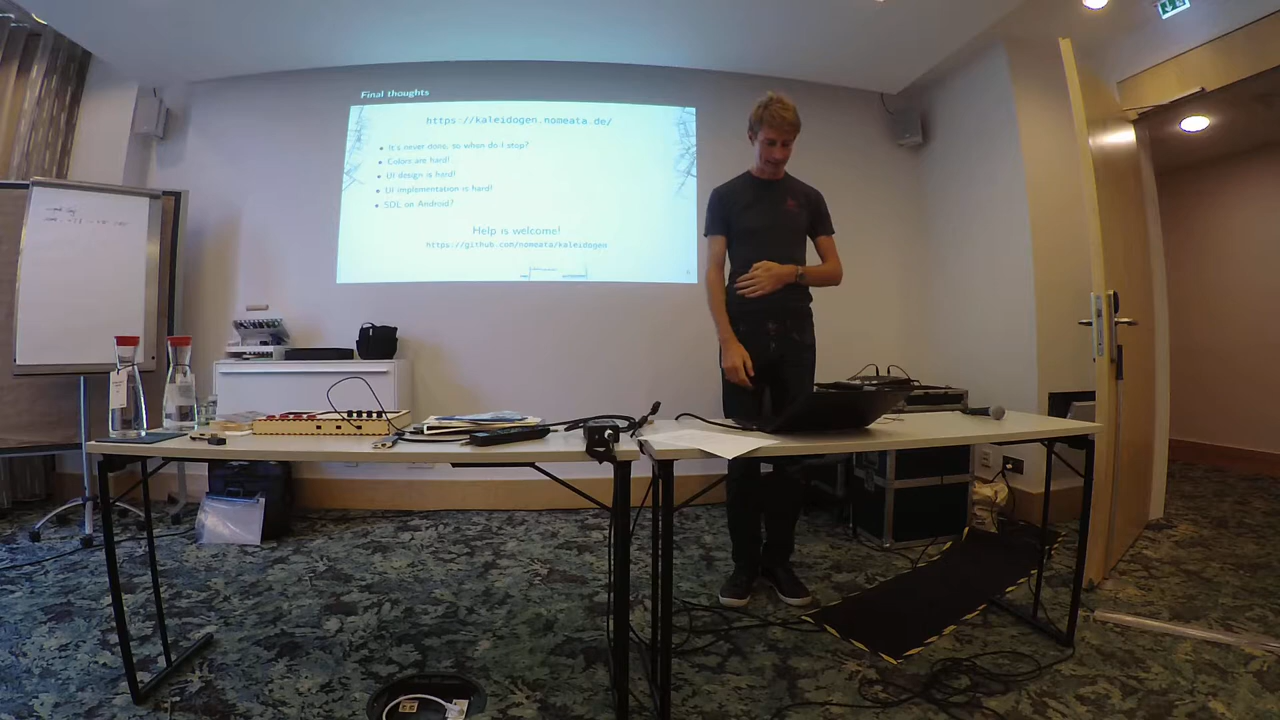 Final thoughts
https://kaleidogen.nomeata.de/
It's never done, so when do I stop?
Colors are hard!
UI design is hard!
UI implementation is hard!
SDL on Android?
Help is welcome!
https://github.com/nomeata/kaleidogen